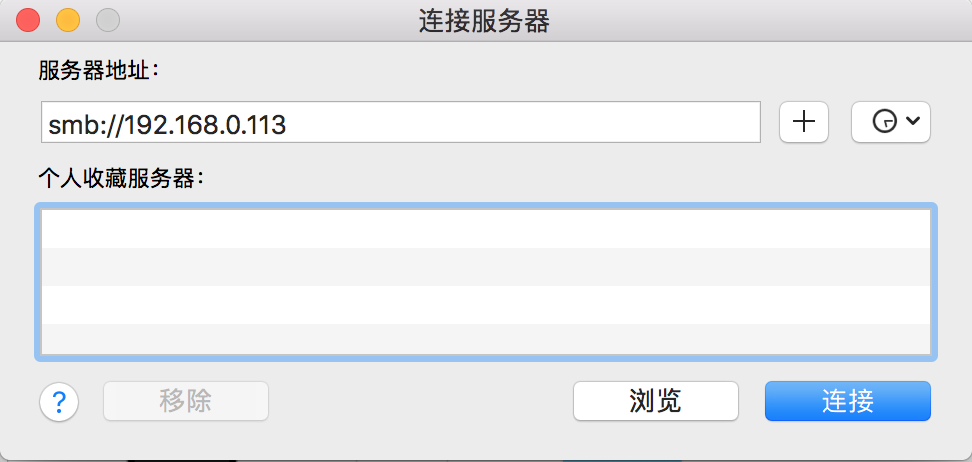 连接服务器
服务器地址：
smb://192.168.0.113
个人收藏服务器：
? 移除 浏览 连接